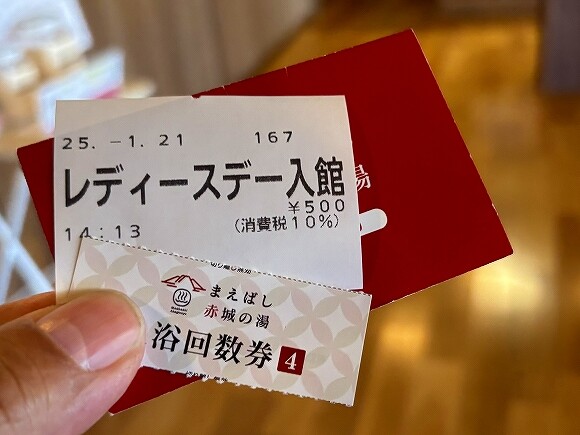 25.-1.21 167
レディースデー入館
¥500
14:13 (消費税10%)
湯
まえばし
赤城の湯
浴回数券 4